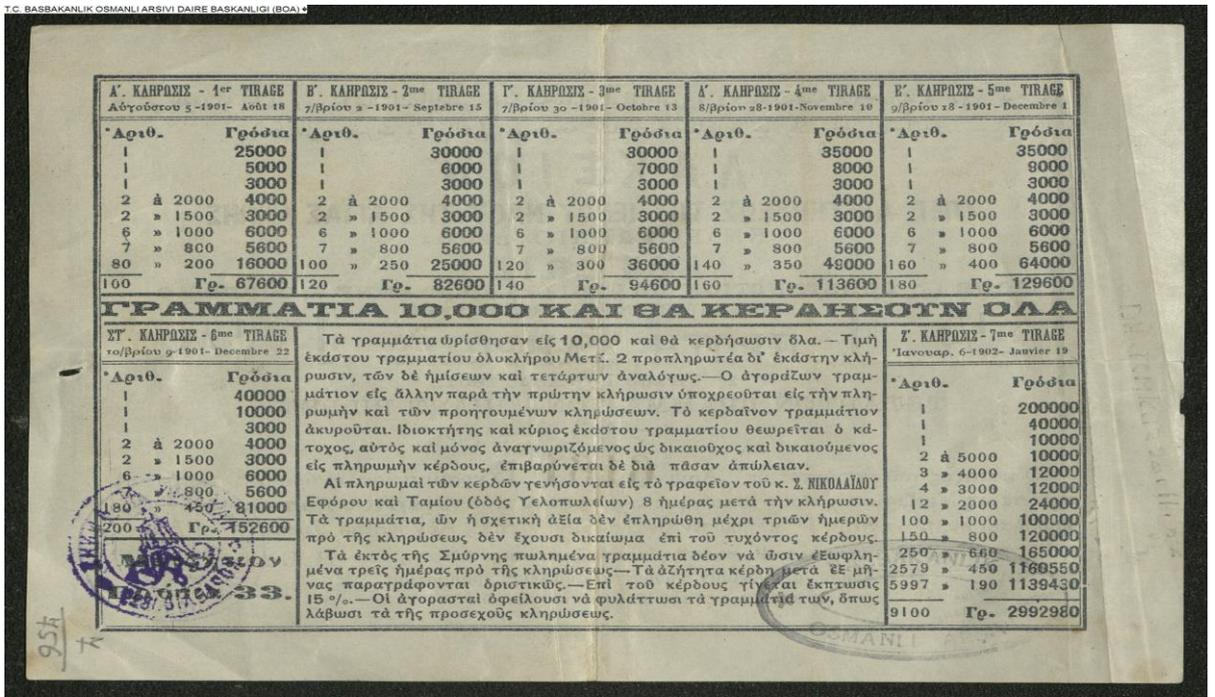 T.C. BASBAKANLIK OSMANLI ARSIVI DAIRE BASKANLIGI (BOA)
Α΄. ΚΛΗΡΩΣΙΣ - 1er TIRAGE
Αὐγούστου 5 -1901- Août 18
Ἀριθ. Γρόσια
1 25000
1 5000
1 3000
2 à 2000 4000
2 » 1500 3000
6 » 1000 6000
7 » 800 5600
80 » 200 16000
100 Γρ. 67600
Β΄. ΚΛΗΡΩΣΙΣ - 2me TIRAGE
7/βρίου 2 -1901- Septebre 15
Ἀριθ. Γρόσια
1 30000
1 6000
1 3000
2 à 2000 4000
2 » 1500 3000
6 » 1000 6000
7 » 800 5600
100 » 250 25000
120 Γρ. 82600
Γ΄. ΚΛΗΡΩΣΙΣ - 3me TIRAGE
7/βρίου 30 -1901- Octobre 13
Ἀριθ. Γρόσια
1 30000
1 7000
1 3000
2 à 2000 4000
2 » 1500 3000
6 » 1000 6000
7 » 800 5600
120 » 300 36000
140 Γρ. 94600
Δ΄. ΚΛΗΡΩΣΙΣ - 4me TIRAGE
8/βρίου 28-1901-Novembre 10
Ἀριθ. Γρόσια
1 35000
1 8000
1 3000
2 à 2000 4000
2 » 1500 3000
6 » 1000 6000
7 » 800 5600
140 » 350 49000
160 Γρ. 113600
Ε΄. ΚΛΗΡΩΣΙΣ - 5me TIRAGE
9/βρίου 18 -1901- Decembre 1
Ἀριθ. Γρόσια
1 35000
1 9000
1 3000
2 à 2000 4000
2 » 1500 3000
6 » 1000 6000
7 » 800 5600
160 » 400 64000
180 Γρ. 129600
ΓΡΑΜΜΑΤΙΑ 10,000 ΚΑΙ ΘΑ ΚΕΡΔΗΣΟΥΝ ΟΛΑ
ΣΤ΄. ΚΛΗΡΩΣΙΣ - 6me TIRAGE
10/βρίου 9-1901- Decembre 22
Ἀριθ. Γρόσια
1 40000
1 10000
1 3000
2 à 2000 4000
2 » 1500 3000
6 » 1000 6000
7 » 800 5600
180 » 450 81000
200 Γρ. 152600
33.
Τὰ γραμμάτια ὡρίσθησαν εἰς 10,000 καὶ θὰ κερδήσωσιν ὅλα. — Τιμὴ
ἑκάστου γραμματίου ὁλοκλήρου Μετζ. 2 προπληρωτέα δι' ἑκάστην κλή-
ρωσιν, τῶν δὲ ἡμίσεων καὶ τετάρτων ἀναλόγως.—Ο ἀγοράζων γραμ-
μάτιον εἰς ἄλλην παρὰ τὴν πρώτην κλήρωσιν ὑποχρεοῦται εἰς τὴν πλη-
ρωμὴν καὶ τῶν προηγουμένων κληρώσεων. Τὸ κερδαῖνον γραμμάτιον
ἀκυροῦται. Ιδιοκτήτης καὶ κύριος ἑκάστου γραμματίου θεωρεῖται ὁ κά-
τοχος, αὐτὸς καὶ μόνος ἀναγνωριζόμενος ὡς δικαιοῦχος καὶ δικαιούμενος
εἰς πληρωμὴν κέρδους, ἐπιβαρύνεται δὲ διὰ πᾶσαν ἀπώλειαν.
Αἱ πληρωμαὶ τῶν κερδῶν γενήσονται εἰς τὸ γραφεῖον τοῦ κ. Σ. ΝΙΚΟΛΑΪΔΟΥ
Εφόρου καὶ Ταμίου (ὁδὸς Υελοπωλείων) 8 ἡμέρας μετὰ τὴν κλήρωσιν.
Τὰ γραμμάτια, ὧν ἡ σχετικὴ ἀξία δὲν ἐπληρώθη μέχρι τριῶν ἡμερῶν
πρὸ τῆς κληρώσεως δὲν ἔχουσι δικαίωμα ἐπὶ τοῦ τυχόντος κέρδους.
Τὰ ἐκτὸς τῆς Σμύρνης πωλημένα γραμμάτια δέον νὰ ὦσιν ἐξωφλη-
μένα τρεῖς ἡμέρας πρὸ τῆς κληρώσεως—Τὰ ἀζήτητα κέρδη μετὰ ἓξ μῆ-
νας παραγράφονται ὁριστικῶς.—Επὶ τοῦ κέρδους γίνεται ἔκπτωσις
15 %.—Οἱ ἀγορασταὶ ὀφείλουσι νὰ φυλάττωσι τὰ γραμμάτιά των, ὅπως
λάβωσι τὰ τῆς προσεχοῦς κληρώσεως.
Ζ΄. ΚΛΗΡΩΣΙΣ - 7me TIRAGE
Ἰανουαρ. 6-1902- Janvier 19
Ἀριθ. Γρόσια
1 200000
1 40000
1 10000
2 à 5000 10000
3 » 4000 12000
4 » 3000 12000
12 » 2000 24000
100 » 1000 100000
150 » 800 120000
250 » 660 165000
2579 » 450 1160550
5997 » 190 1139430
9100 Γρ. 2992980
OSMANLI